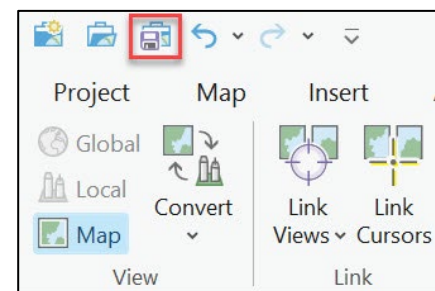 Project Map Insert
Global
Local
Map
Convert
Link
Views
Link
Cursors
View
Link